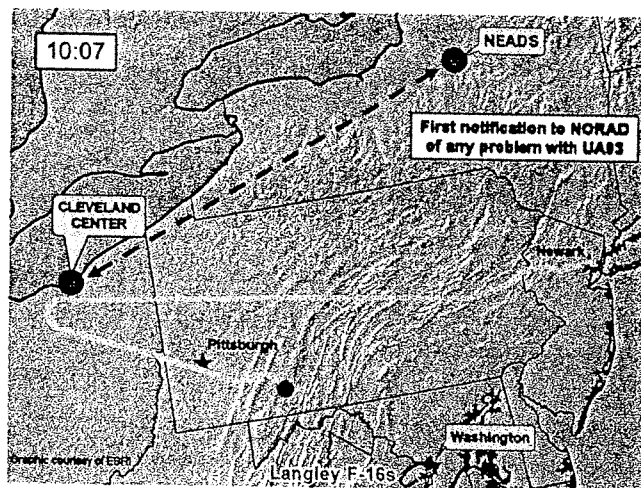 10:07
NEADS
First notification to NORAD
of any problem with UA93
CLEVELAND
CENTER
Newark
Pittsburgh
Washington
Graphic courtesy of ESRI
Langley F-16s